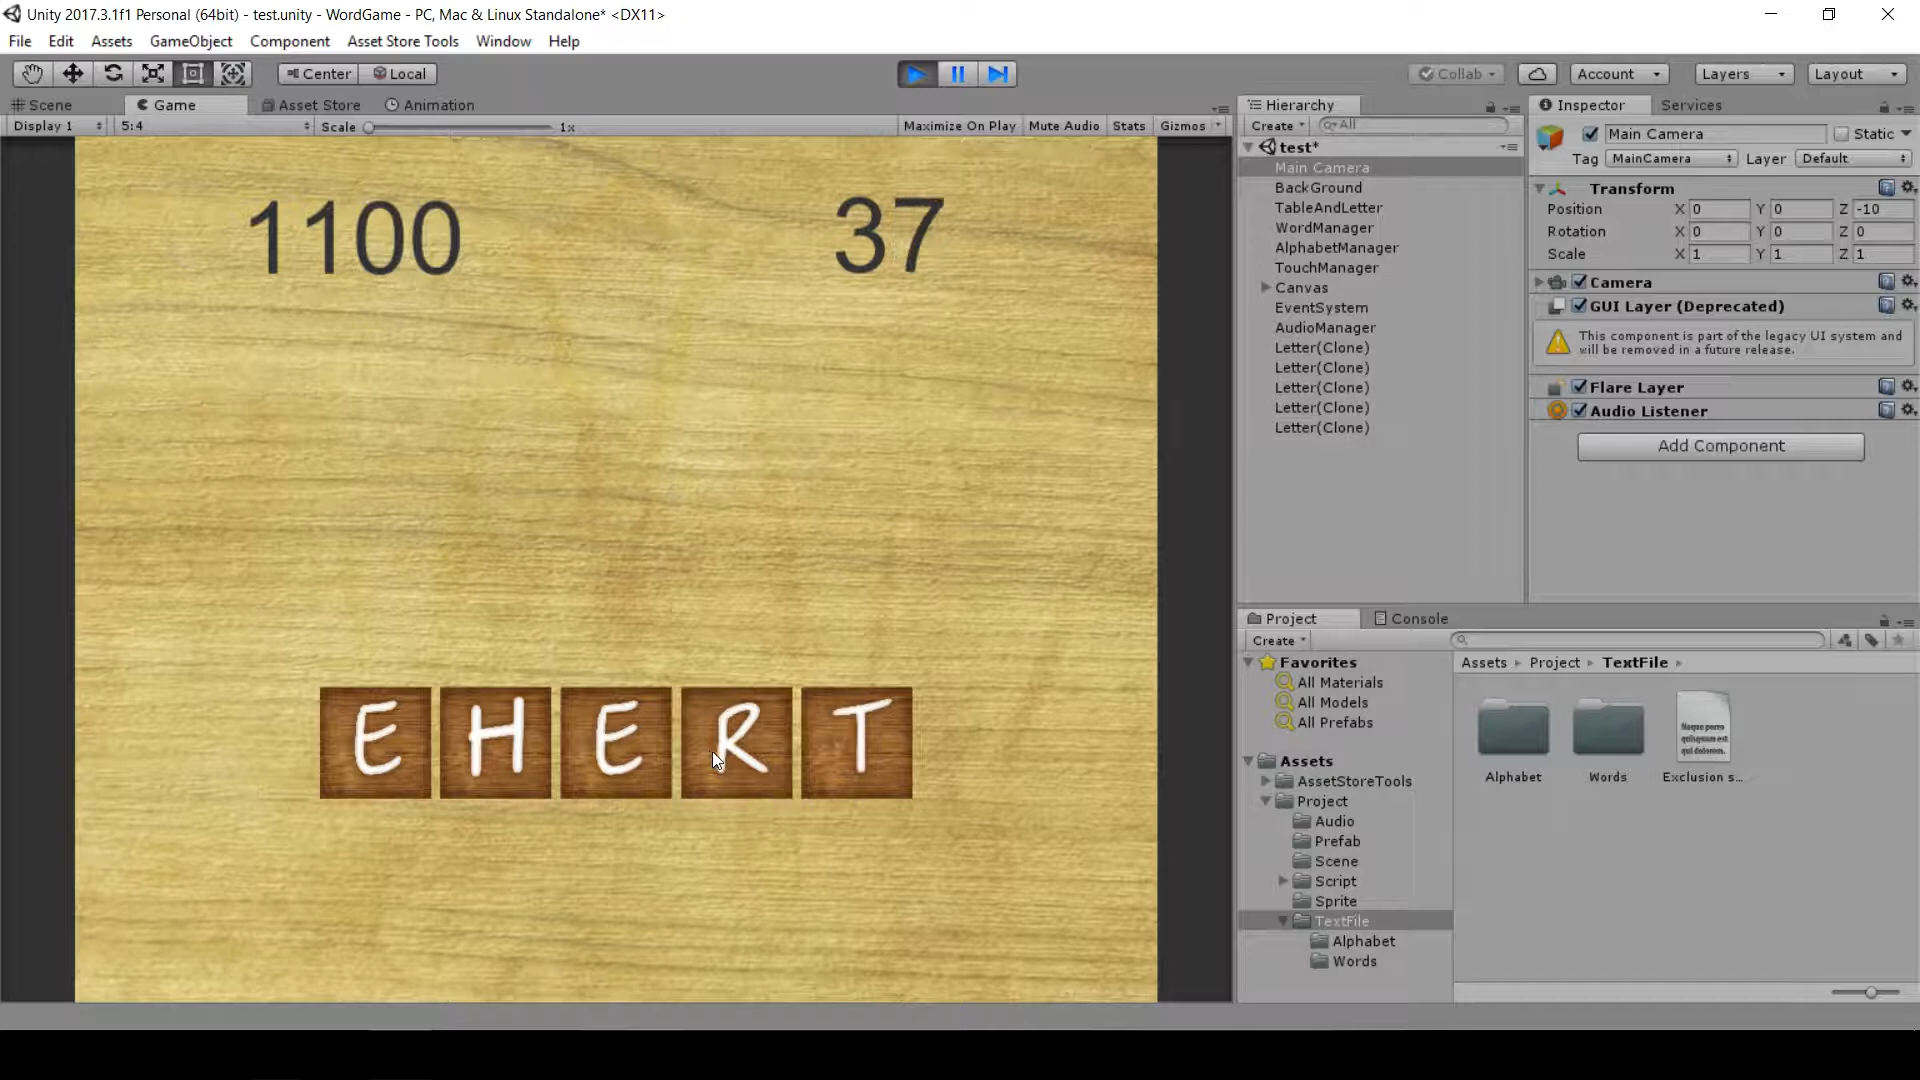 Unity 2017.3.1f1 Personal (64bit) - test.unity - WordGame - PC, Mac & Linux Standalone* <DX11>
File Edit Assets GameObject Component Asset Store Tools Window Help
Center Local Collab Account Layers Layout
Scene Game Asset Store Animation
Display 1 5:4 Scale 1x Maximize On Play Mute Audio Stats Gizmos
1100 37
E H E R T
Hierarchy
Create All
test*
Main Camera
BackGround
TableAndLetter
WordManager
AlphabetManager
TouchManager
Canvas
EventSystem
AudioManager
Letter(Clone)
Letter(Clone)
Letter(Clone)
Letter(Clone)
Letter(Clone)
Inspector Services
Main Camera Static
Tag MainCamera Layer Default
Transform
Position X 0 Y 0 Z -10
Rotation X 0 Y 0 Z 0
Scale X 1 Y 1 Z 1
Camera
GUI Layer (Deprecated)
This component is part of the legacy UI system and
will be removed in a future release.
Flare Layer
Audio Listener
Add Component
Project Console
Create
Favorites
All Materials
All Models
All Prefabs
Assets
AssetStoreTools
Project
Audio
Prefab
Scene
Script
Sprite
TextFile
Alphabet
Words
Assets Project TextFile
Neque porro
quisquam est
qui dolorem.
Alphabet Words Exclusion s...